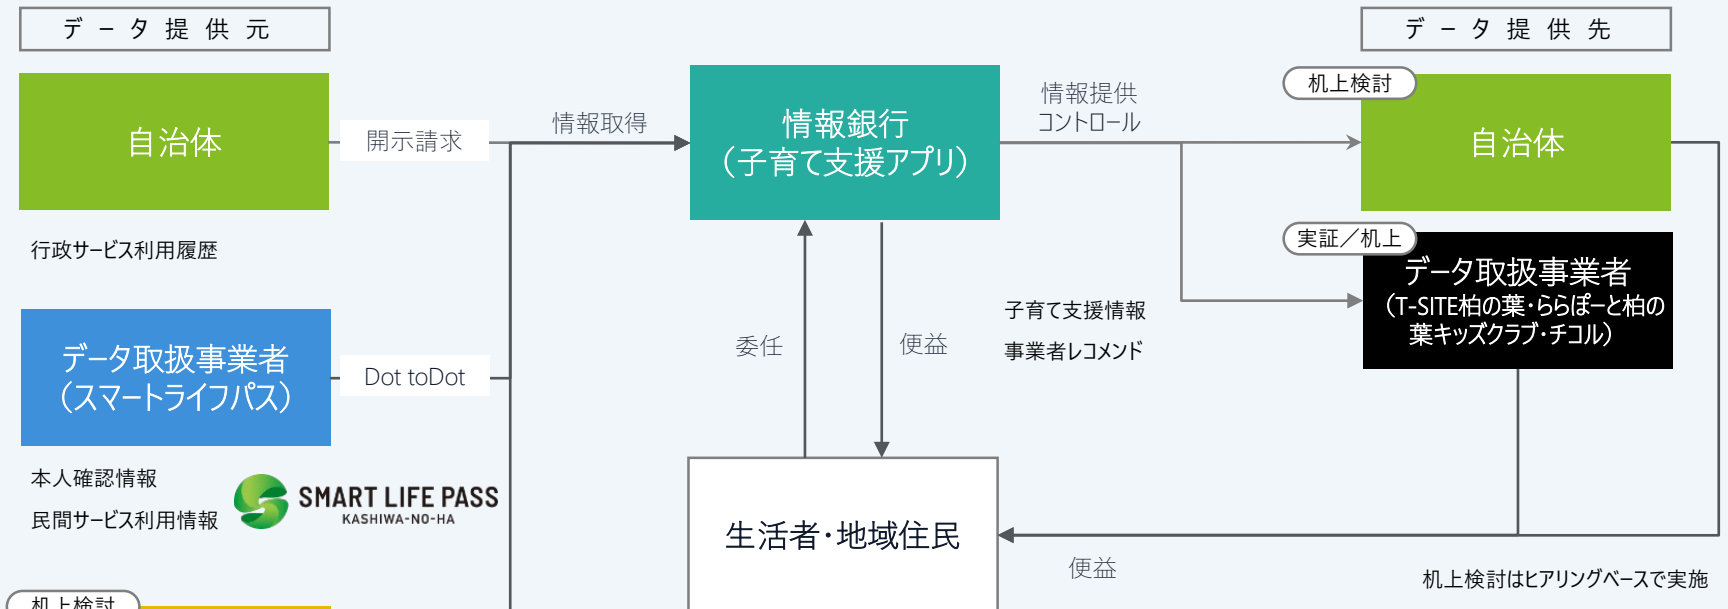 データ提供元
データ提供先
自治体
開示請求
情報取得
情報銀行
（子育て支援アプリ）
情報提供
コントロール
机上検討
自治体
行政サービス利用履歴
実証／机上
データ取扱事業者
（T-SITE柏の葉・ららぽーと柏の
葉キッズクラブ・チコル）
データ取扱事業者
（スマートライフパス）
Dot toDot
委任
便益
子育て支援情報
事業者レコメンド
本人確認情報
民間サービス利用情報
SMART LIFE PASS
KASHIWA-NO-HA
生活者・地域住民
便益
机上検討はヒアリングベースで実施
机上検討